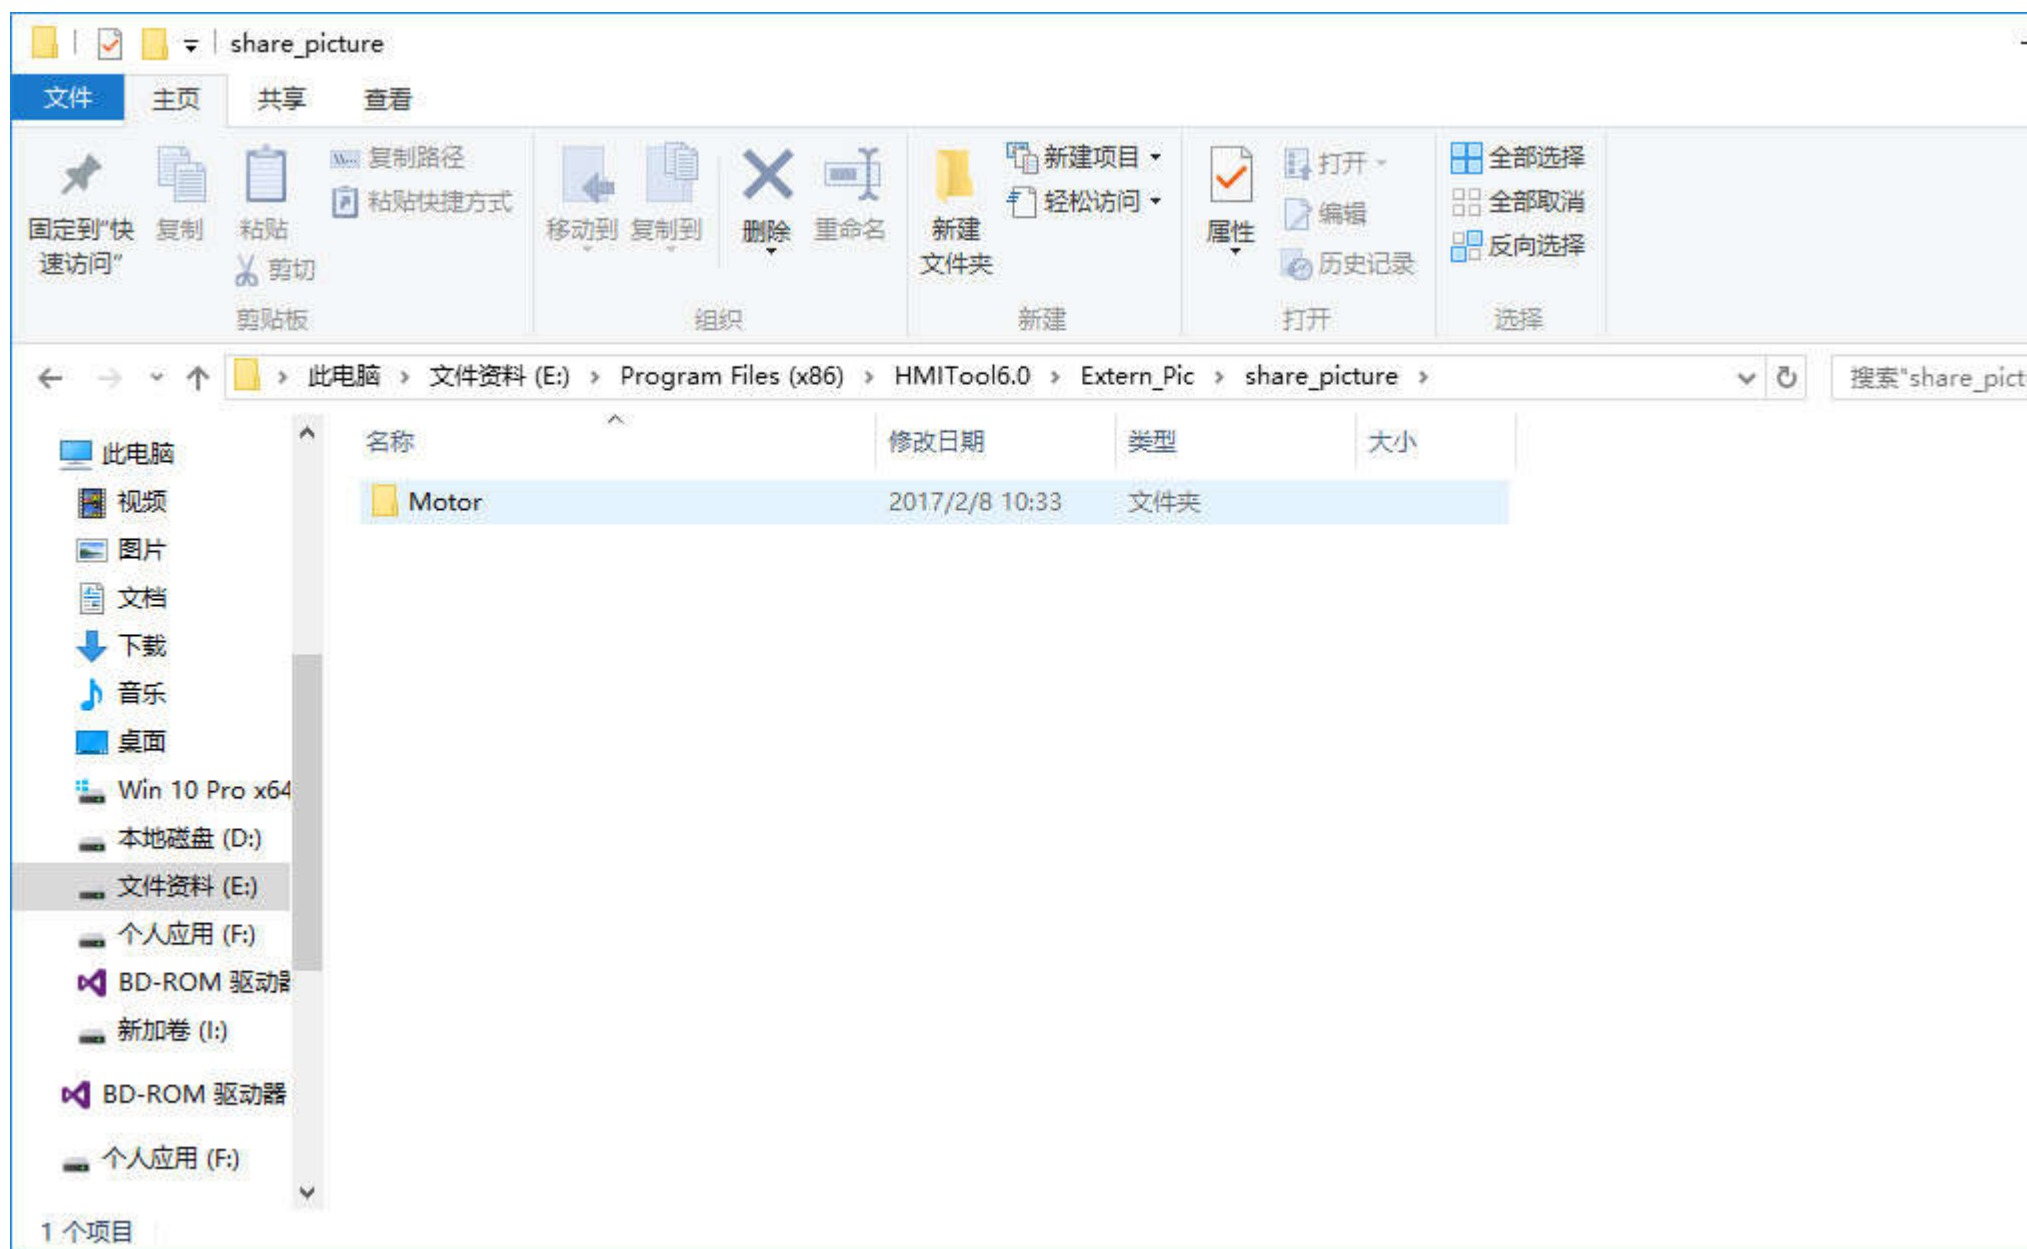 share_picture
文件 主页 共享 查看
固定到"快速访问"
复制
粘贴
剪切
复制路径
粘贴快捷方式
剪贴板
移动到
复制到
删除
重命名
组织
新建文件夹
新建项目
轻松访问
新建
属性
打开
编辑
历史记录
打开
全部选择
全部取消
反向选择
选择
此电脑 › 文件资料 (E:) › Program Files (x86) › HMITool6.0 › Extern_Pic › share_picture ›
搜索"share_pict
名称 修改日期 类型 大小
Motor 2017/2/8 10:33 文件夹
此电脑
视频
图片
文档
下载
音乐
桌面
Win 10 Pro x64
本地磁盘 (D:)
文件资料 (E:)
个人应用 (F:)
BD-ROM 驱动器
新加卷 (I:)
BD-ROM 驱动器
个人应用 (F:)
1 个项目